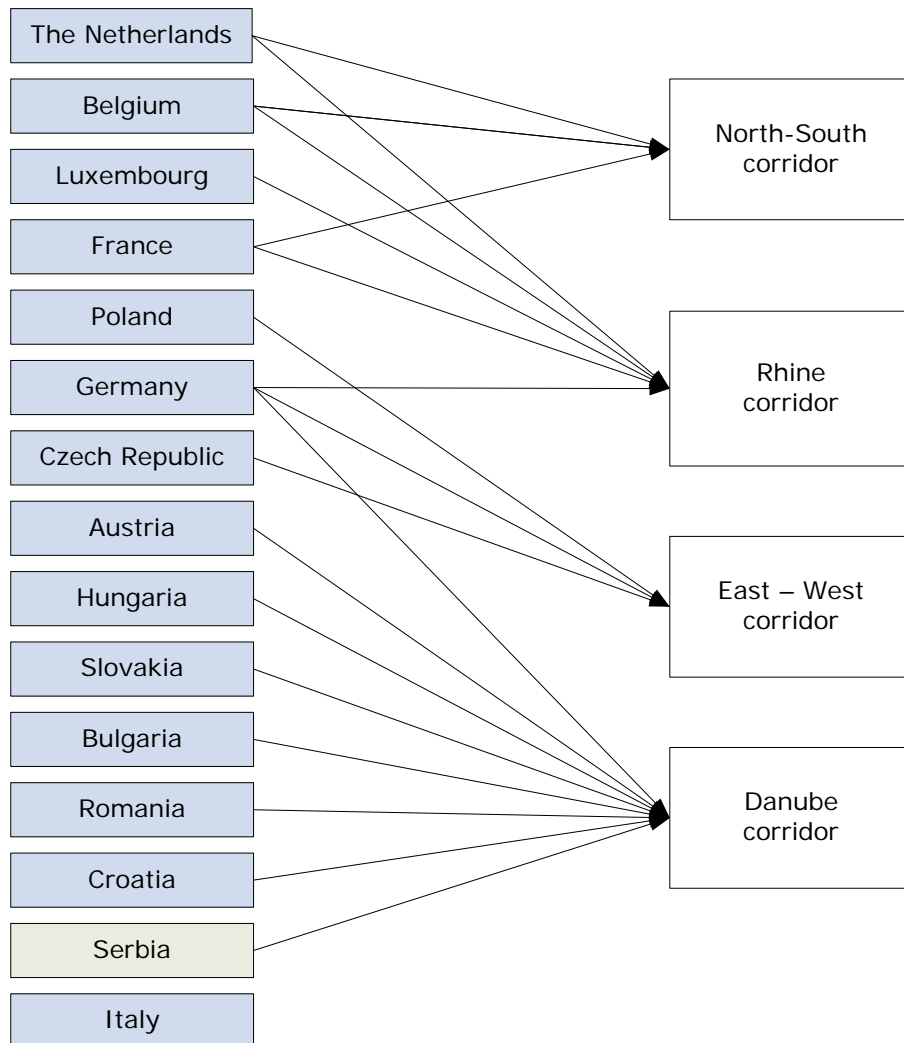 The Netherlands
Belgium
Luxembourg
France
Poland
Germany
Czech Republic
Austria
Hungaria
Slovakia
Bulgaria
Romania
Croatia
Serbia
Italy
North-South
corridor
Rhine
corridor
East – West
corridor
Danube
corridor